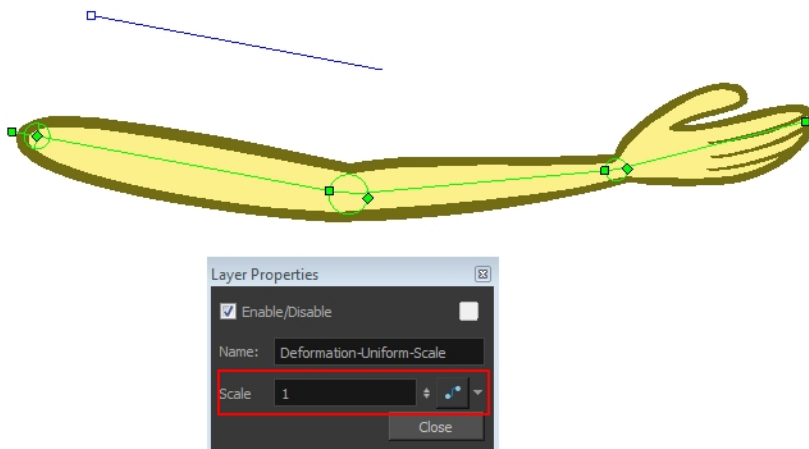 Layer Properties
Enable/Disable
Name: Deformation-Uniform-Scale
Scale 1
Close